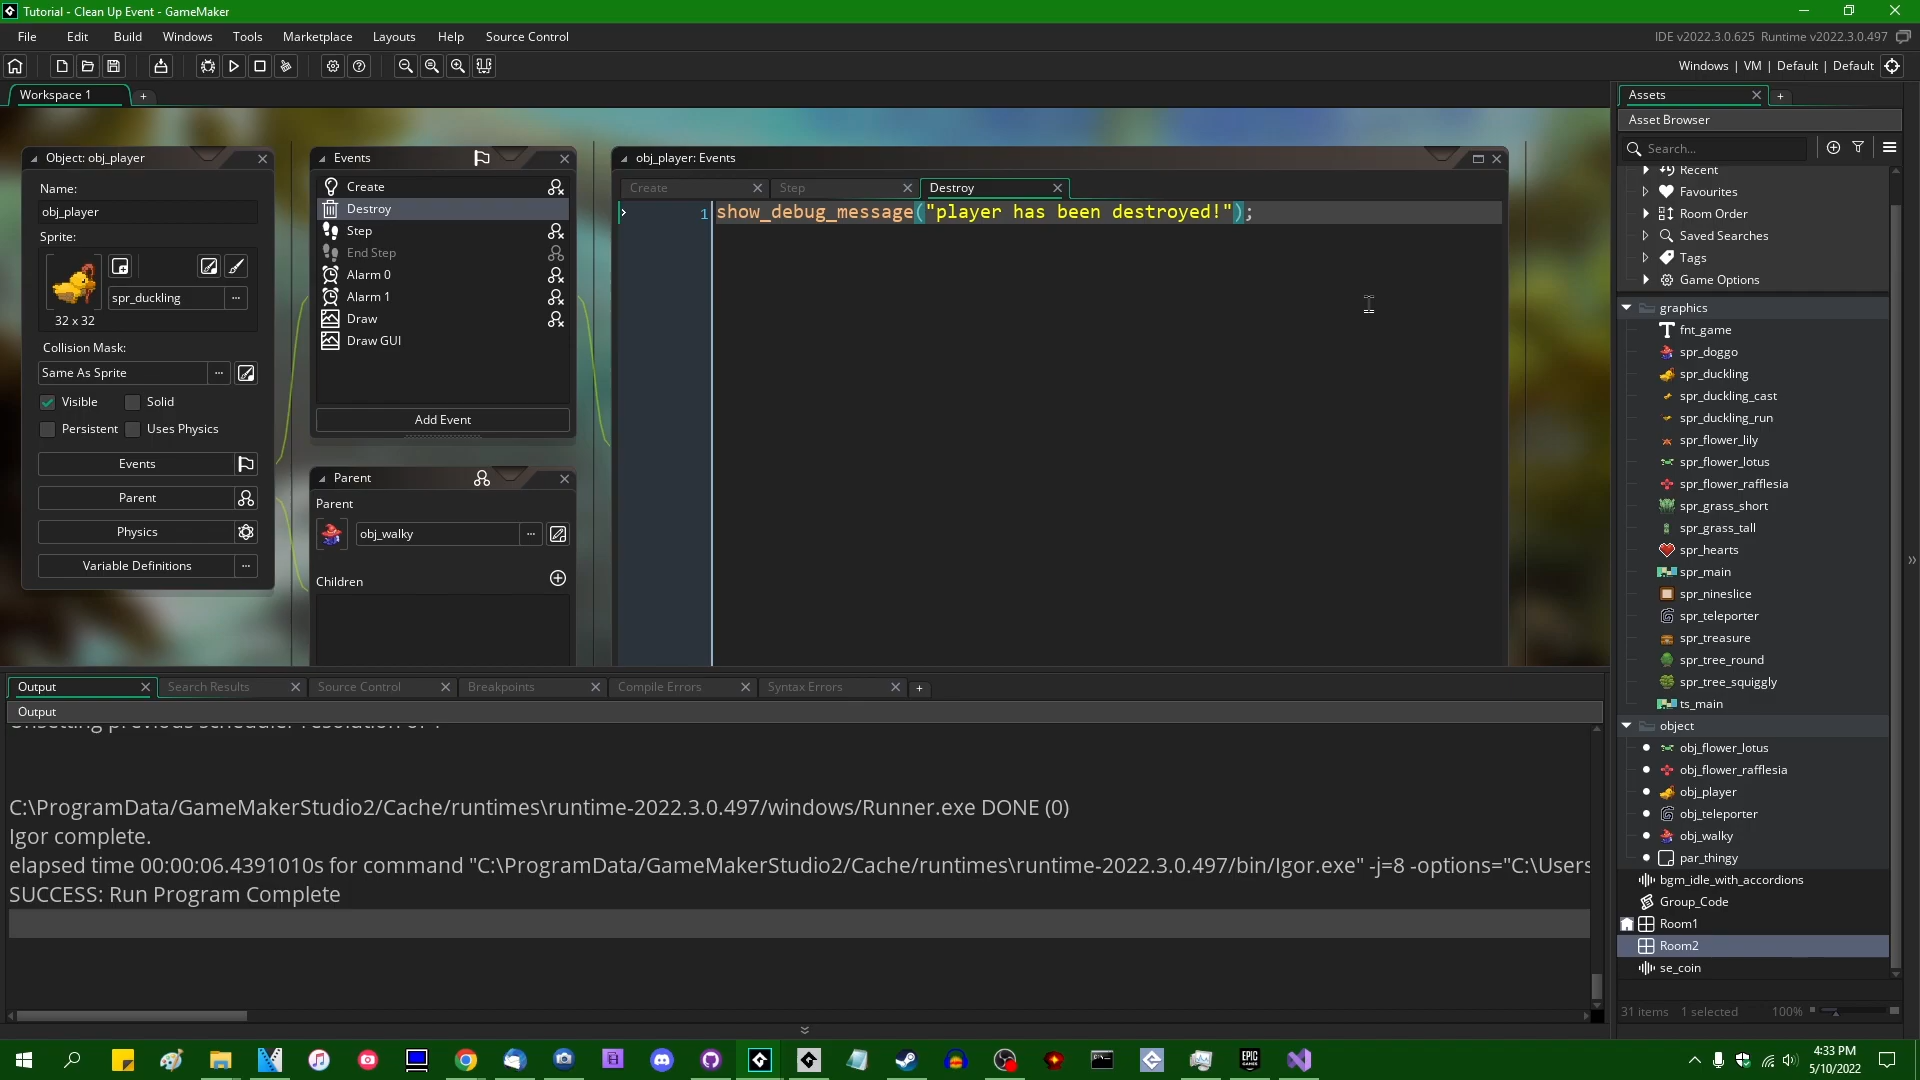 Tutorial - Clean Up Event - GameMaker
File Edit Build Windows Tools Marketplace Layouts Help Source Control
IDE v2022.3.0.625 Runtime v2022.3.0.497
Windows | VM | Default | Default
Workspace 1
Object: obj_player
Name:
obj_player
Sprite:
spr_duckling
32 x 32
Collision Mask:
Same As Sprite
Visible Solid
Persistent Uses Physics
Events
Parent
Physics
Variable Definitions
Events
Create
Destroy
Step
End Step
Alarm 0
Alarm 1
Draw
Draw GUI
Add Event
Parent
Parent
obj_walky
Children
obj_player: Events
Create Step Destroy
1 show_debug_message("player has been destroyed!");
Output Search Results Source Control Breakpoints Compile Errors Syntax Errors
Output
C:\ProgramData/GameMakerStudio2/Cache/runtimes\runtime-2022.3.0.497/windows/Runner.exe DONE (0)
Igor complete.
elapsed time 00:00:06.4391010s for command "C:\ProgramData/GameMakerStudio2/Cache/runtimes\runtime-2022.3.0.497/bin/Igor.exe" -j=8 -options="C:\Users
SUCCESS: Run Program Complete
Assets
Asset Browser
Search...
Recent
Favourites
Room Order
Saved Searches
Tags
Game Options
graphics
fnt_game
spr_doggo
spr_duckling
spr_duckling_cast
spr_duckling_run
spr_flower_lily
spr_flower_lotus
spr_flower_rafflesia
spr_grass_short
spr_grass_tall
spr_hearts
spr_main
spr_nineslice
spr_teleporter
spr_treasure
spr_tree_round
spr_tree_squiggly
ts_main
object
obj_flower_lotus
obj_flower_rafflesia
obj_player
obj_teleporter
obj_walky
par_thingy
bgm_idle_with_accordions
Group_Code
Room1
Room2
se_coin
31 items 1 selected 100%
4:33 PM
5/10/2022